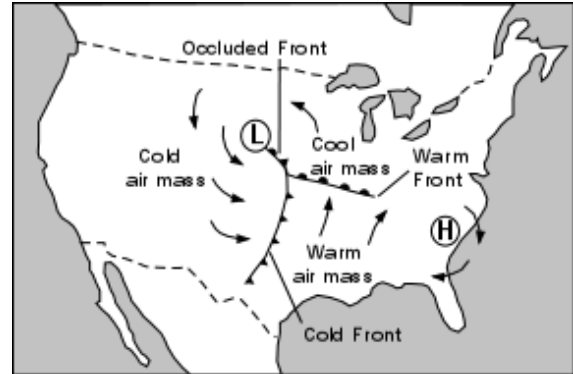 Occluded Front
L
Cold
air mass
Cool
air mass
Warm
Front
H
Warm
air mass
Cold Front